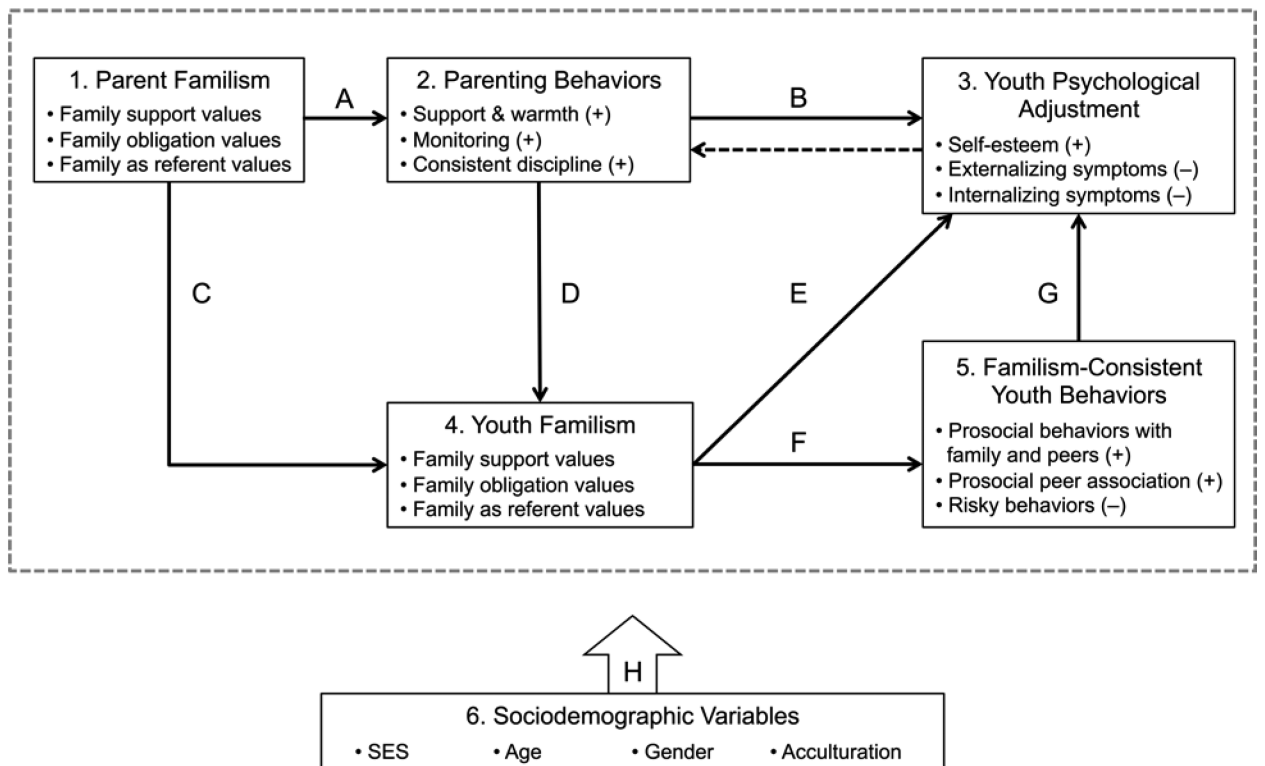 1. Parent Familism
• Family support values
• Family obligation values
• Family as referent values
A
2. Parenting Behaviors
• Support & warmth (+)
• Monitoring (+)
• Consistent discipline (+)
B
3. Youth Psychological
Adjustment
• Self-esteem (+)
• Externalizing symptoms (–)
• Internalizing symptoms (–)
C
D
E
G
4. Youth Familism
• Family support values
• Family obligation values
• Family as referent values
F
5. Familism-Consistent
Youth Behaviors
• Prosocial behaviors with
family and peers (+)
• Prosocial peer association (+)
• Risky behaviors (–)
H
6. Sociodemographic Variables
• SES • Age • Gender • Acculturation